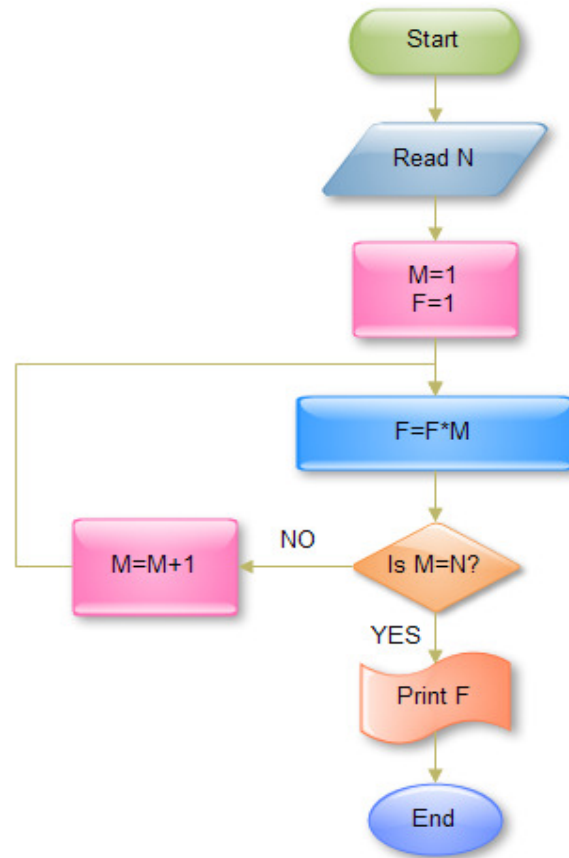 Start
Read N
M=1
F=1
F=F*M
Is M=N?
NO
M=M+1
YES
Print F
End